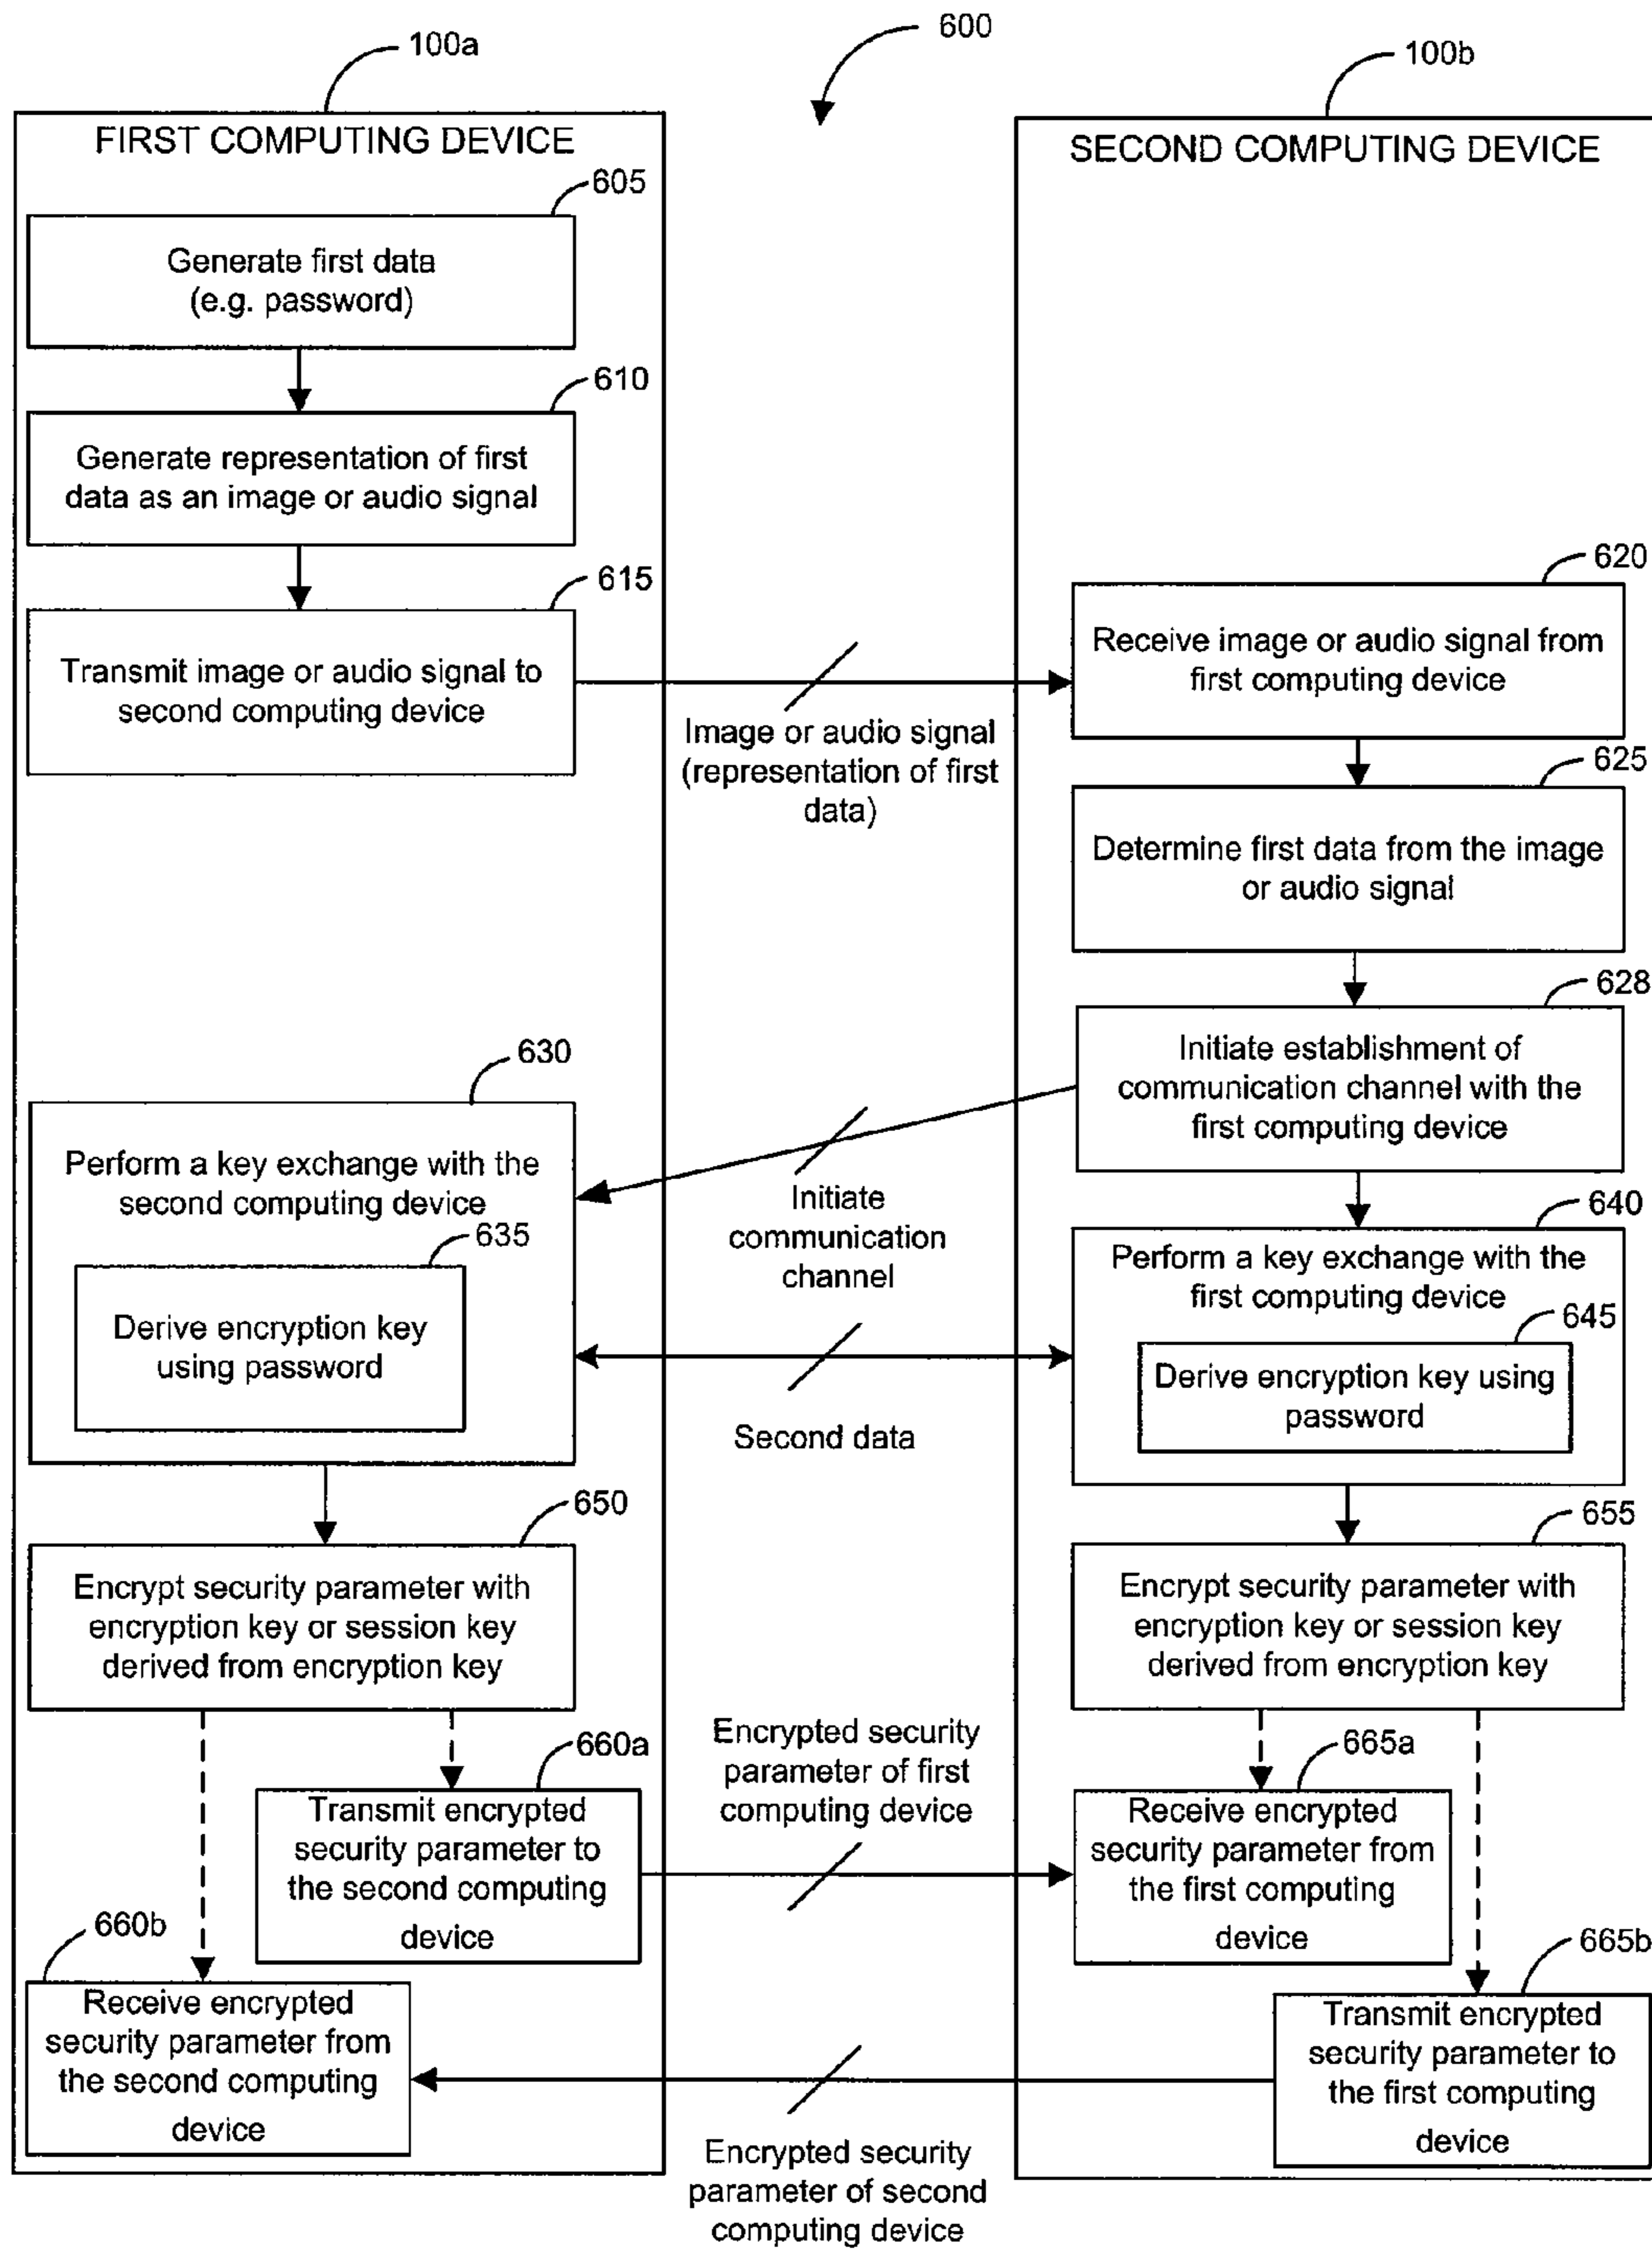 600
100a
100b
FIRST COMPUTING DEVICE
SECOND COMPUTING DEVICE
605
Generate first data
(e.g. password)
610
Generate representation of first
data as an image or audio signal
615
Transmit image or audio signal to
second computing device
620
Receive image or audio signal from
first computing device
Image or audio signal
(representation of first
data)
625
Determine first data from the image
or audio signal
628
Initiate establishment of
communication channel with the
first computing device
630
Perform a key exchange with the
second computing device
635
Derive encryption key
using password
Initiate
communication
channel
640
Perform a key exchange with the
first computing device
645
Derive encryption key using
password
Second data
650
Encrypt security parameter with
encryption key or session key
derived from encryption key
655
Encrypt security parameter with
encryption key or session key
derived from encryption key
660a
Transmit encrypted
security parameter to
the second computing
device
Encrypted security
parameter of first
computing device
665a
Receive encrypted
security parameter from
the first computing
device
660b
Receive encrypted
security parameter from
the second computing
device
665b
Transmit encrypted
security parameter to
the first computing
device
Encrypted security
parameter of second
computing device